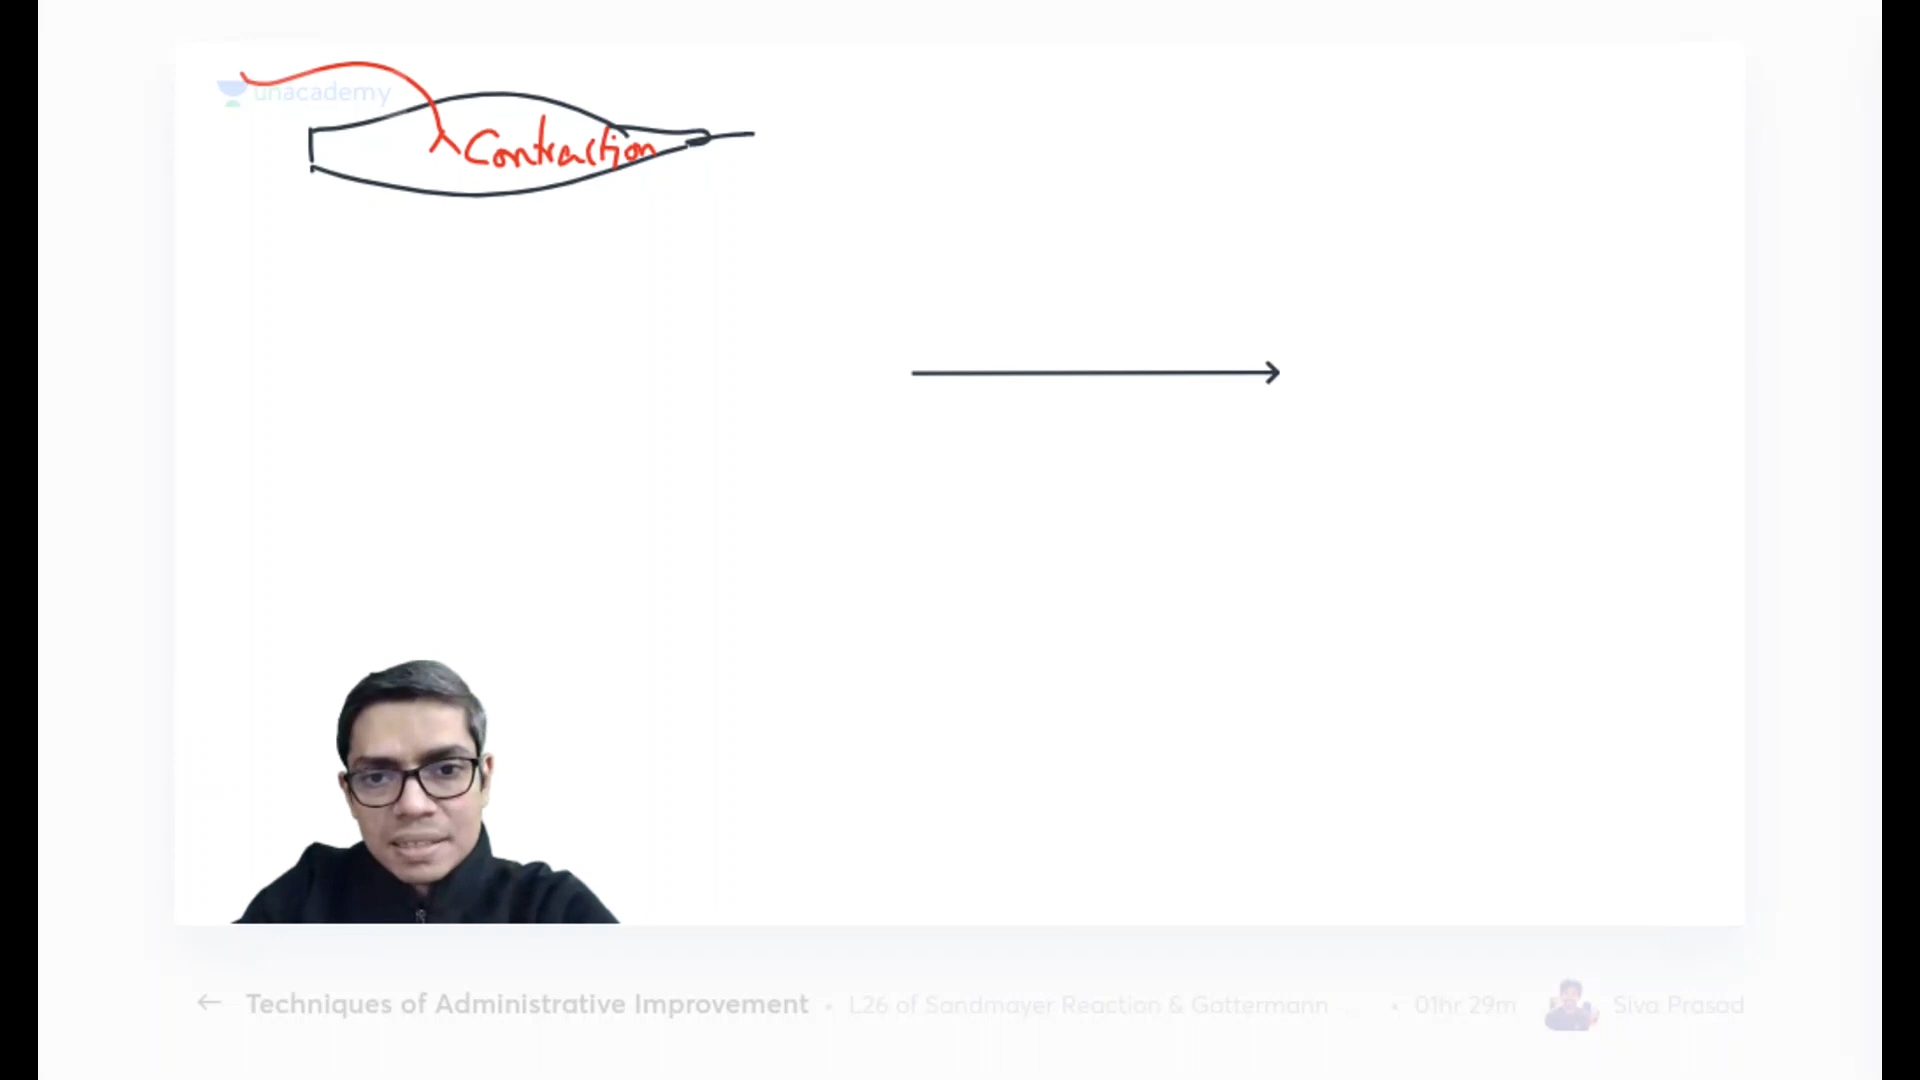 unacademy
Contraction
Techniques of Administrative Improvement • L26 of Sandmayer Reaction & Gattermann ... • 01hr 29m Siva Prasad